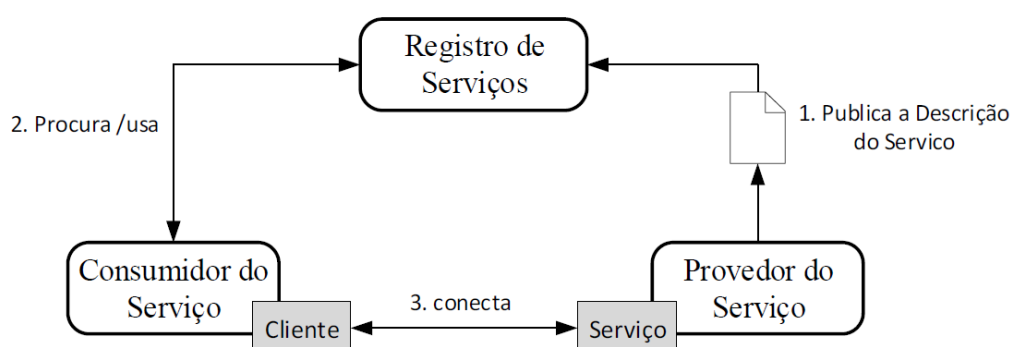 Registro de
Serviços
2. Procura /usa
1. Publica a Descrição
do Servico
Consumidor do
Serviço
Provedor do
Serviço
3. conecta
Cliente
Serviço